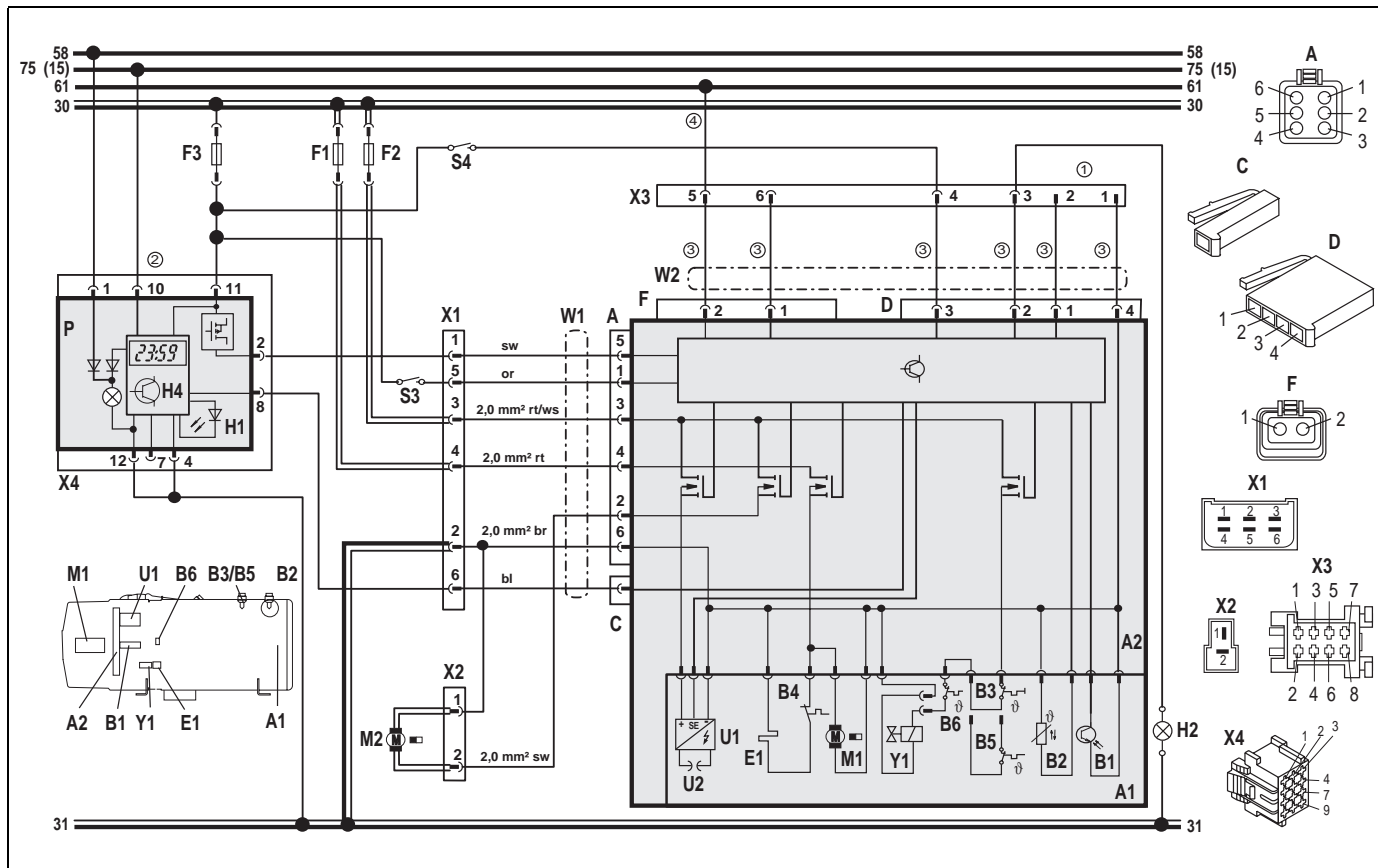 58 58
75 (15) 75 (15)
61 61
30 30
A
6 1
5 2
4 3
F3 F1 F2 S4 ④
①
X3 5 6 4 3 2 1
C
② ③ ③ ③ ③ ③ ③
W2
D
1
2
3
4
1 10 11
P
X1 W1 A F 2 1 D 3 2 1 4
23:59
2
1 sw 5
H4
5 or 1
S3
8
H1
3 2,0 mm² rt/ws 3
F
1 2
12 7 4
X4
4 2,0 mm² rt 4
X1
1 2 3
4 5 6
2
2 2,0 mm² br 6
M1 U1 B6 B3/B5 B2
6 bl
C
A2
X2
1
2
X3
1 3 5 7
2 4 6 8
A2 B1 Y1 E1 A1
X2
1
M2 M
2 2,0 mm² sw
+ SE -
U1
U2
E1
B4
M
M1
Y1
B6
ϑ
B3
ϑ
B5
ϑ
ϑ
B2
B1
A1
H2
X4
1 2 3
4
7
9
31 31